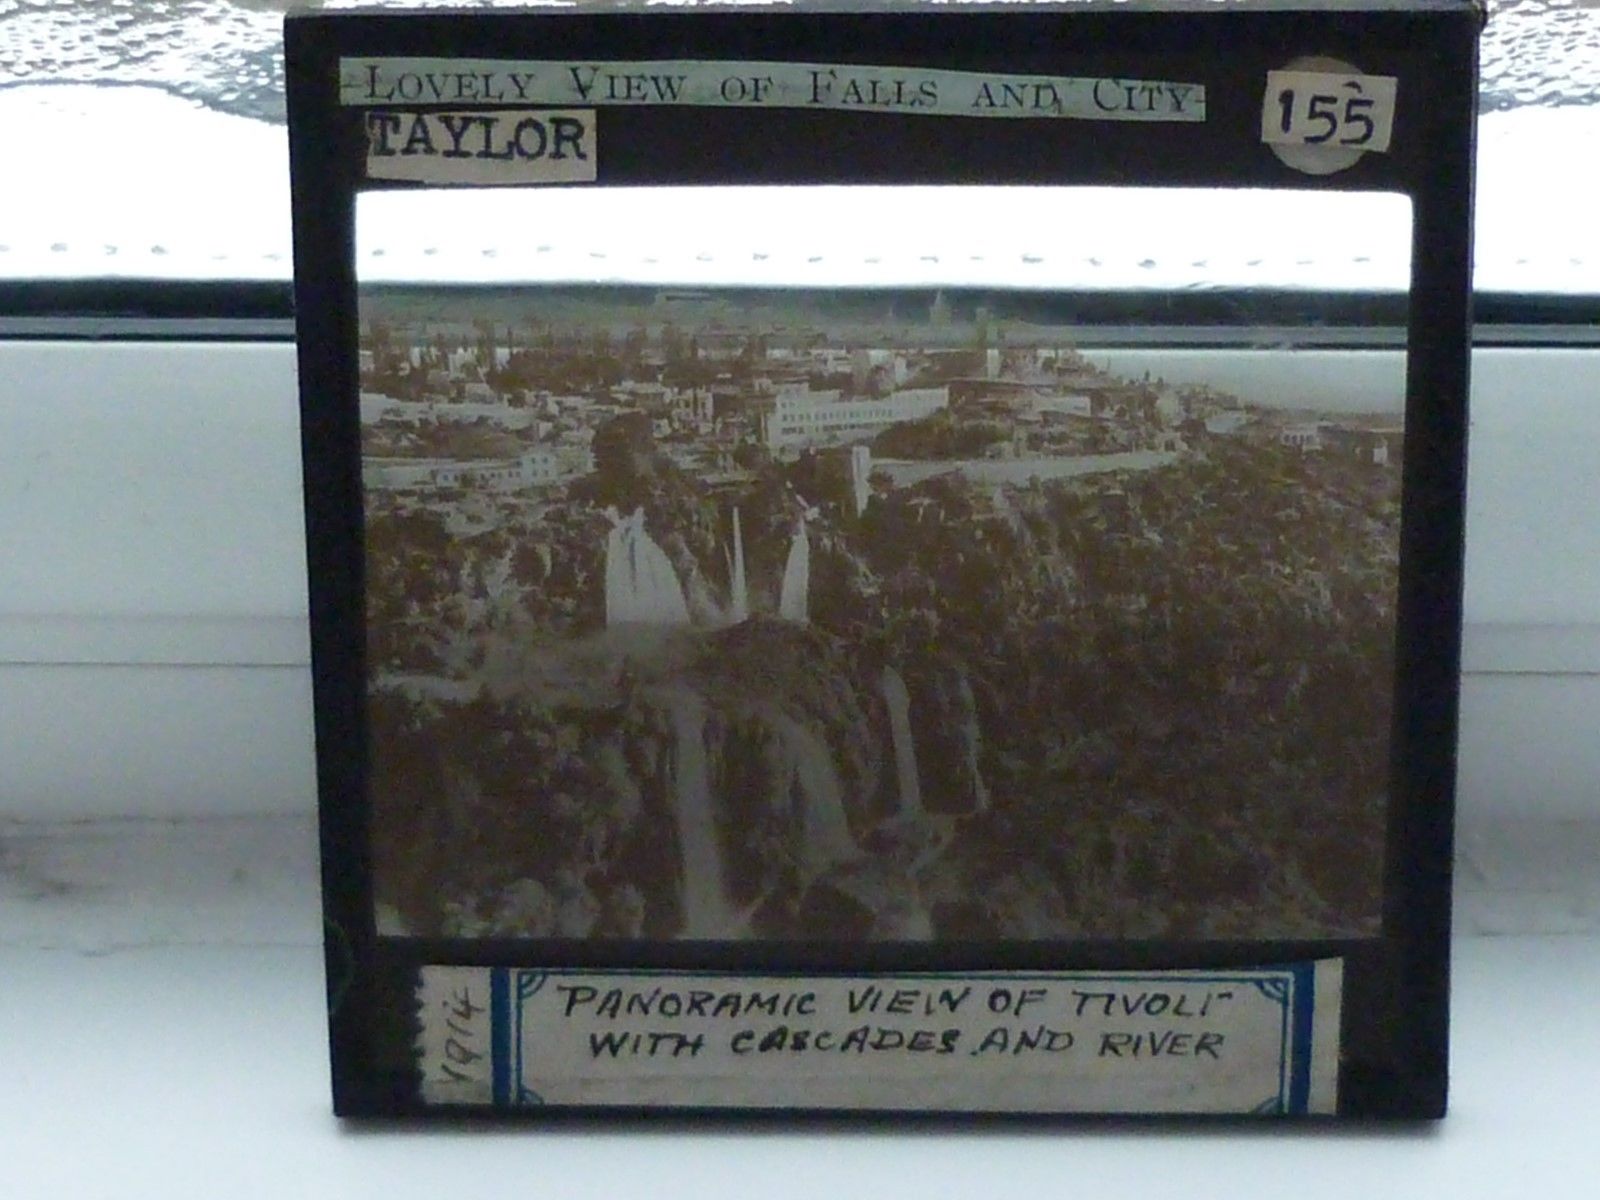 LOVELY VIEW OF FALLS AND CITY
TAYLOR
155
PANORAMIC VIEW OF TIVOLI
WITH CASCADES AND RIVER
1914